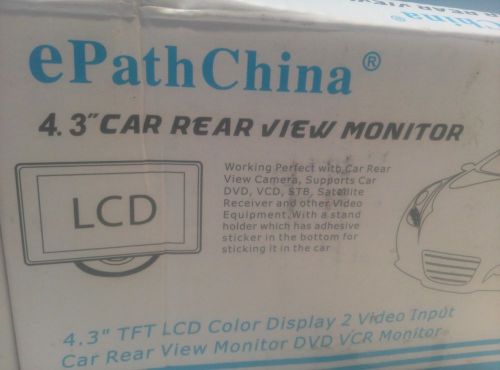 China
REAR VIEW
ePathChina®
4.3"CAR REAR VIEW MONITOR
LCD
Working Perfect with Car Rear
View Camera, Supports Car
DVD, VCD, STB, Satellite
Receiver and other Video
Equipment.With a stand
holder which has adhesive
sticker in the bottom for
sticking it in the car
4.3" TFT LCD Color Display 2 Video Input
Car Rear View Monitor DVD VCR Monitor